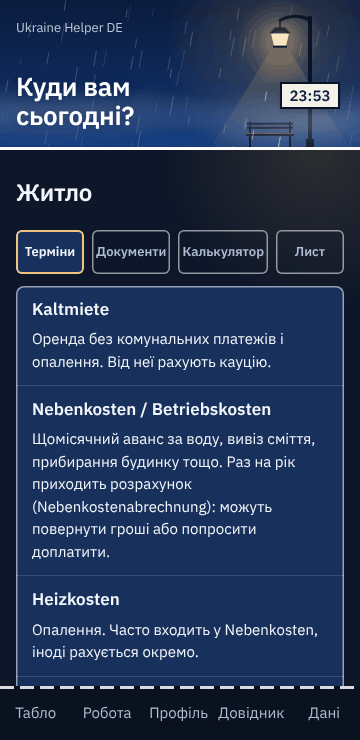 Ukraine Helper DE
Куди вам
сьогодні?
23:53
Житло
Терміни
Документи
Калькулятор
Лист
Kaltmiete
Оренда без комунальних платежів і
опалення. Від неї рахують кауцію.
Nebenkosten / Betriebskosten
Щомісячний аванс за воду, вивіз сміття,
прибирання будинку тощо. Раз на рік
приходить розрахунок
(Nebenkostenabrechnung): можуть
повернути гроші або попросити
доплатити.
Heizkosten
Опалення. Часто входить у Nebenkosten,
іноді рахується окремо.
Табло
Робота
Профіль
Довідник
Дані